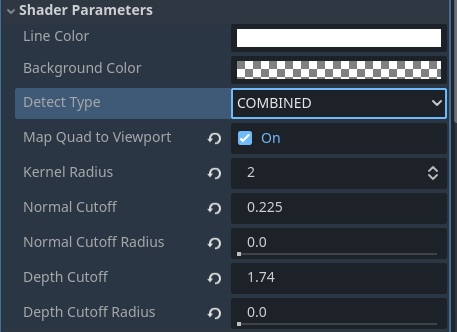 Shader Parameters
Line Color
Background Color
Detect Type COMBINED
Map Quad to Viewport On
Kernel Radius 2
Normal Cutoff 0.225
Normal Cutoff Radius 0.0
Depth Cutoff 1.74
Depth Cutoff Radius 0.0